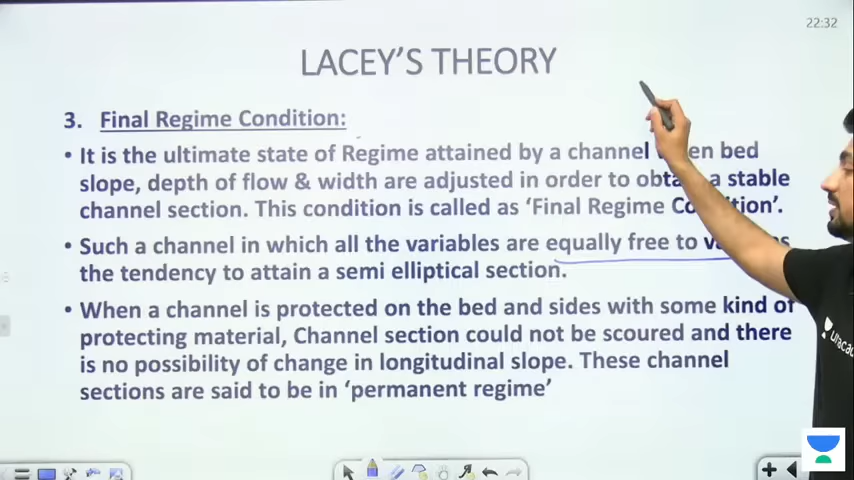 22:32
LACEY'S THEORY
3. Final Regime Condition:
• It is the ultimate state of Regime attained by a channel bed
slope, depth of flow & width are adjusted in order to a stable
channel section. This condition is called as 'Final Regime
• Such a channel in which all the variables are equally free to
the tendency to attain a semi elliptical section.
• When a channel is protected on the bed and sides with some kind of
protecting material, Channel section could not be scoured and there
is no possibility of change in longitudinal slope. These channel
sections are said to be in 'permanent regime'